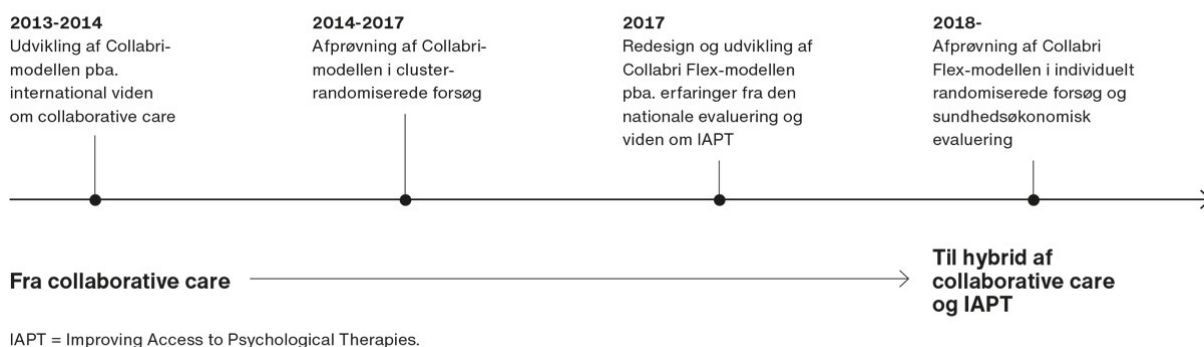 2013-2014
Udvikling af Collabri-
modellen pba.
international viden
om collaborative care
2014-2017
Afprøvning af Collabri-
modellen i cluster-
randomiserede forsøg
2017
Redesign og udvikling af
Collabri Flex-modellen
pba. erfaringer fra den
nationale evaluering og
viden om IAPT
2018-
Afprøvning af Collabri
Flex-modellen i individuelt
randomiserede forsøg og
sundhedsøkonomisk
evaluering
Fra collaborative care
Til hybrid af
collaborative care
og IAPT
IAPT = Improving Access to Psychological Therapies.